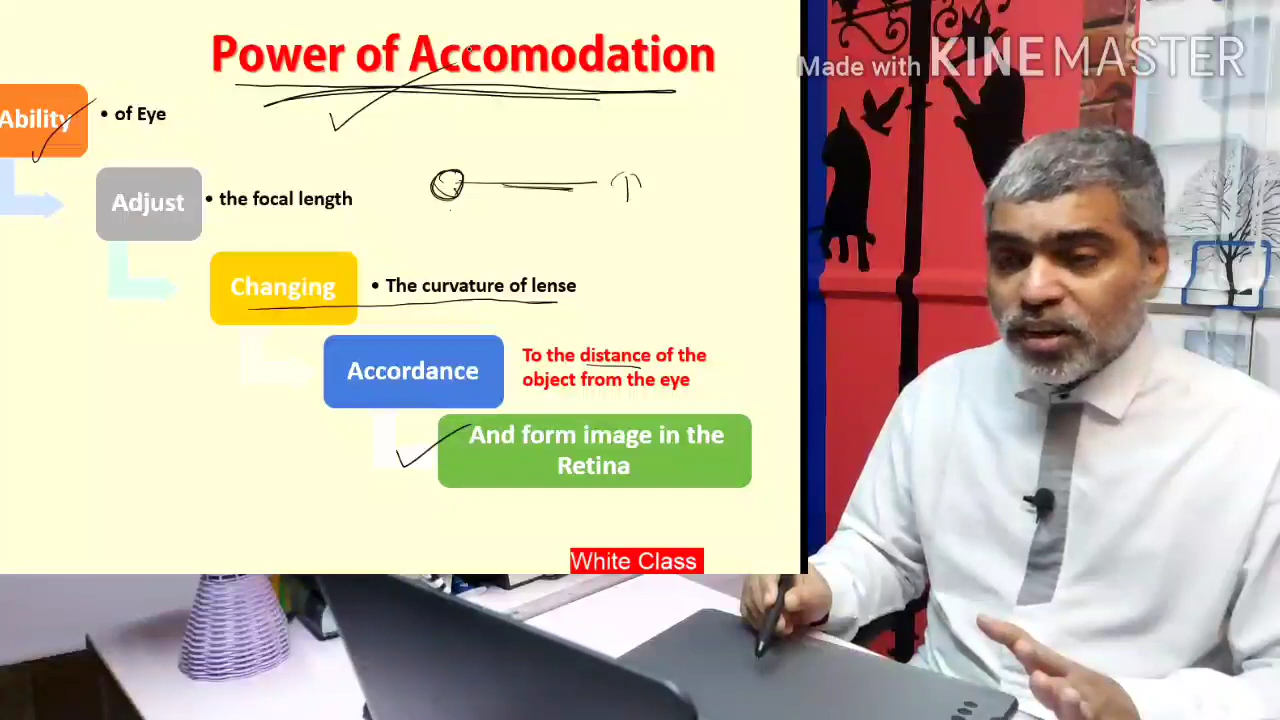 Power of Accomodation
Made with KINEMASTER
Ability
• of Eye
Adjust
• the focal length
Changing
• The curvature of lense
Accordance
To the distance of the
object from the eye
And form image in the
Retina
White Class